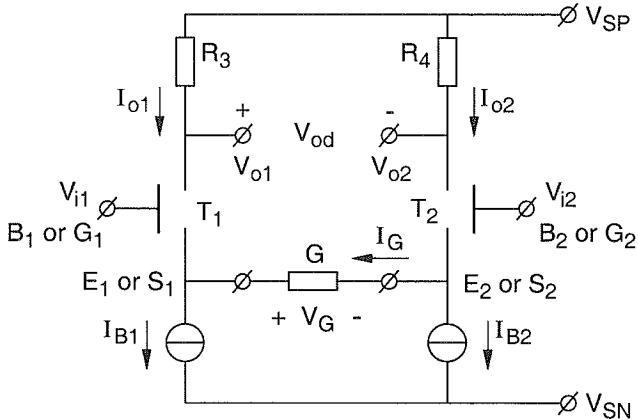 V_SP
R_3 R_4
I_o1 + V_od - I_o2
V_o1 V_o2
V_i1 T_1 T_2 V_i2
B_1 or G_1 B_2 or G_2
G I_G
E_1 or S_1 E_2 or S_2
+ V_G -
I_B1 I_B2
V_SN